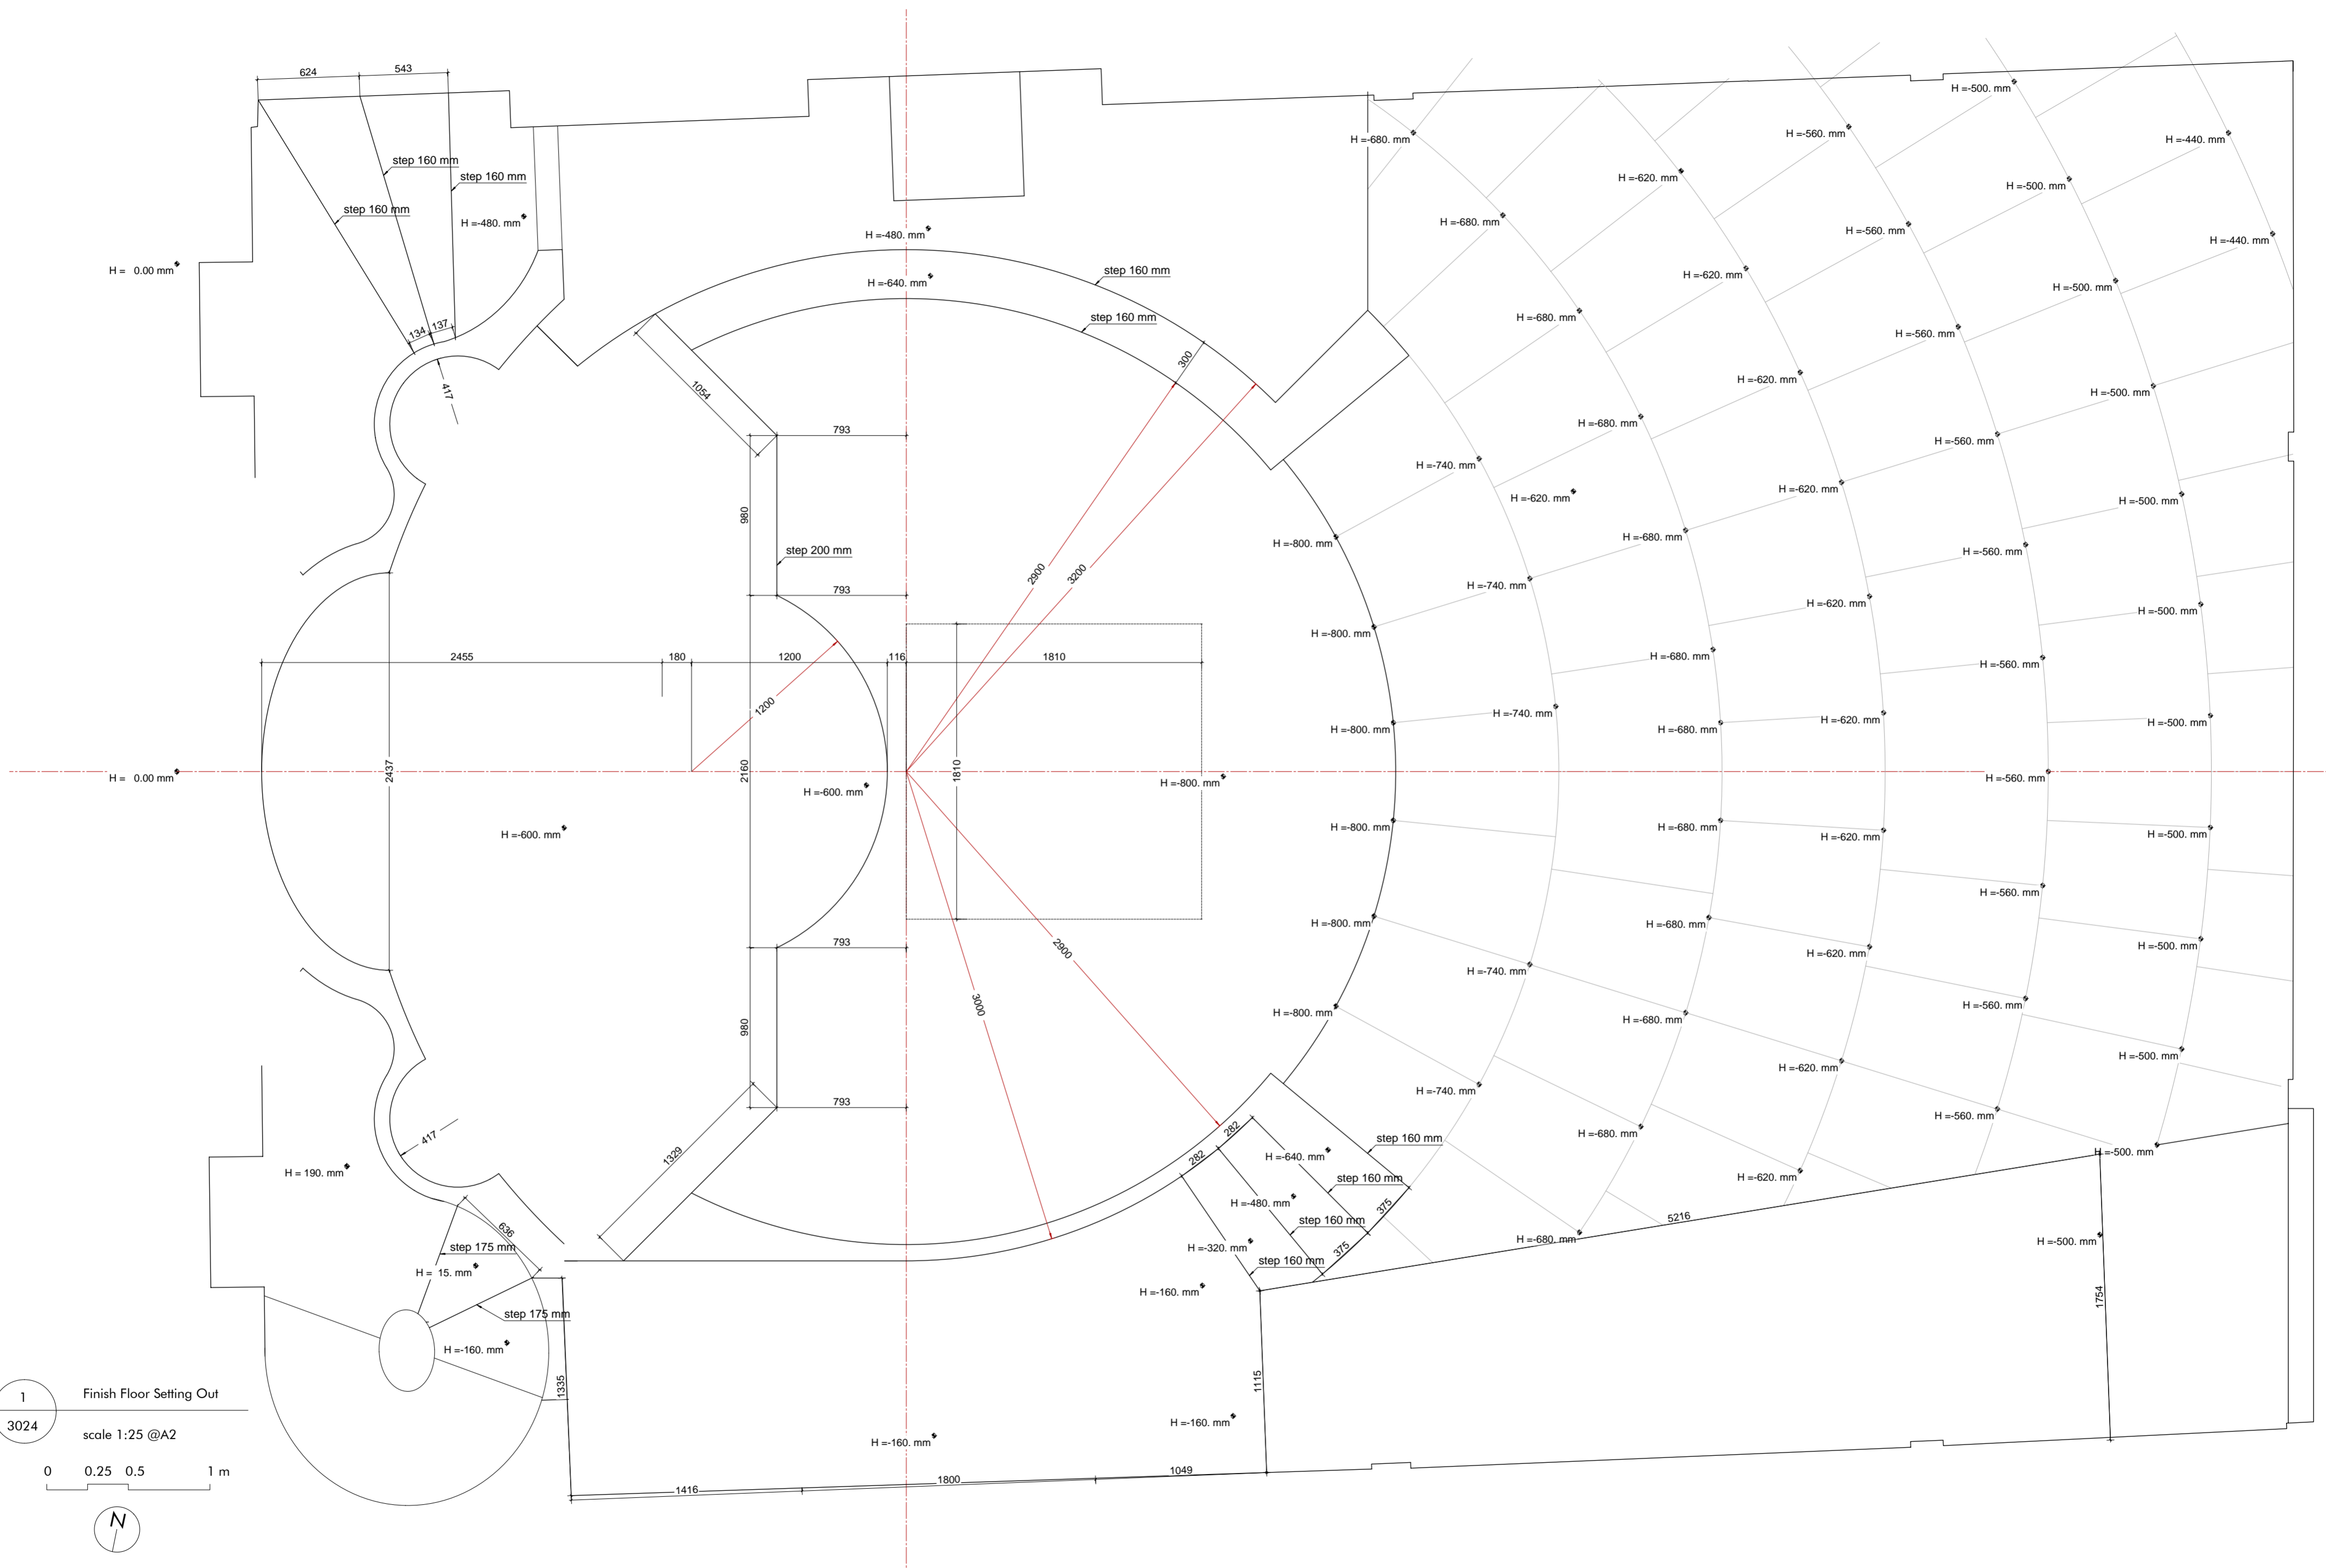 624
543
H =-500. mm
H =-560. mm
H =-680. mm
H =-440. mm
step 160 mm
step 160 mm
H =-620. mm
H =-500. mm
step 160 mm
H =-480. mm
H =-680. mm
H =-560. mm
H =-480. mm
H =-440. mm
H = 0.00 mm
step 160 mm
H =-620. mm
H =-640. mm
H =-500. mm
step 160 mm
H =-680. mm
134
137
H =-560. mm
300
417
1054
H =-620. mm
H =-500. mm
793
H =-680. mm
H =-560. mm
H =-740. mm
H =-620. mm
H =-620. mm
H =-500. mm
980
H =-680. mm
H =-800. mm
step 200 mm
H =-560. mm
2900
3200
H =-740. mm
793
H =-620. mm
H =-500. mm
H =-800. mm
2455
180
1200
116
1810
H =-680. mm
H =-560. mm
1200
H =-740. mm
H =-800. mm
H =-680. mm
H =-620. mm
H =-500. mm
H = 0.00 mm
2437
2160
1810
H =-800. mm
H =-560. mm
H =-600. mm
H =-600. mm
H =-800. mm
H =-680. mm
H =-620. mm
H =-500. mm
H =-560. mm
793
2900
H =-800. mm
H =-680. mm
H =-620. mm
H =-500. mm
H =-740. mm
3000
980
H =-800. mm
H =-680. mm
H =-560. mm
H =-500. mm
H =-620. mm
H =-740. mm
793
H =-560. mm
417
1329
282
282
H =-680. mm
step 160 mm
H =-500. mm
H =-640. mm
H = 190. mm
step 160 mm
H =-620. mm
H =-480. mm
375
636
step 160 mm
5216
step 175 mm
H =-320. mm
375
H =-680. mm
H =-500. mm
step 160 mm
H = 15. mm
H =-160. mm
step 175 mm
1754
H =-160. mm
1335
1115
1
Finish Floor Setting Out
3024
scale 1:25 @A2
H =-160. mm
H =-160. mm
0
0.25
0.5
1 m
1416
1800
1049
N